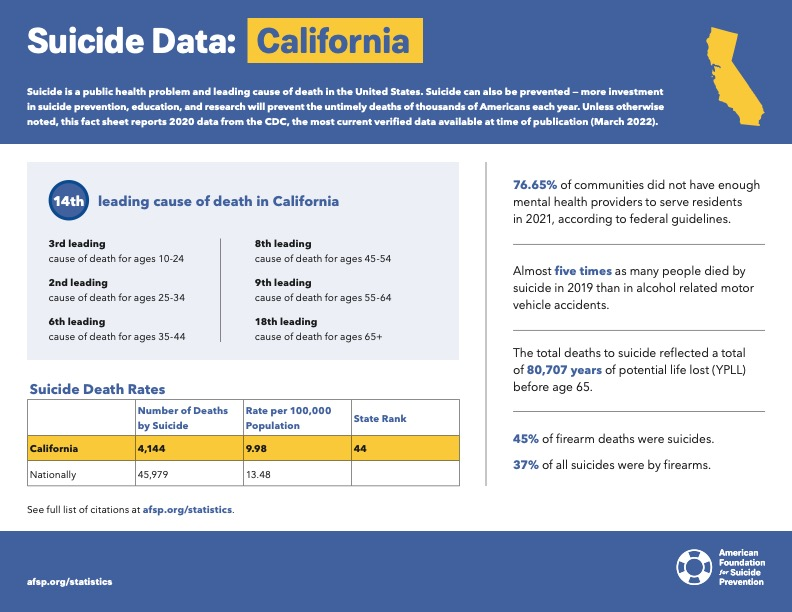 Suicide Data: California
Suicide is a public health problem and leading cause of death in the United States. Suicide can also be prevented – more investment
in suicide prevention, education, and research will prevent the untimely deaths of thousands of Americans each year. Unless otherwise
noted, this fact sheet reports 2020 data from the CDC, the most current verified data available at time of publication (March 2022).
14th leading cause of death in California
3rd leading
cause of death for ages 10-24
2nd leading
cause of death for ages 25-34
6th leading
cause of death for ages 35-44
8th leading
cause of death for ages 45-54
9th leading
cause of death for ages 55-64
18th leading
cause of death for ages 65+
Suicide Death Rates
Number of Deaths
by Suicide
Rate per 100,000
Population
State Rank
California 4,144 9.98 44
Nationally 45,979 13.48
See full list of citations at afsp.org/statistics.
76.65% of communities did not have enough
mental health providers to serve residents
in 2021, according to federal guidelines.
Almost five times as many people died by
suicide in 2019 than in alcohol related motor
vehicle accidents.
The total deaths to suicide reflected a total
of 80,707 years of potential life lost (YPLL)
before age 65.
45% of firearm deaths were suicides.
37% of all suicides were by firearms.
afsp.org/statistics
American
Foundation
for Suicide
Prevention